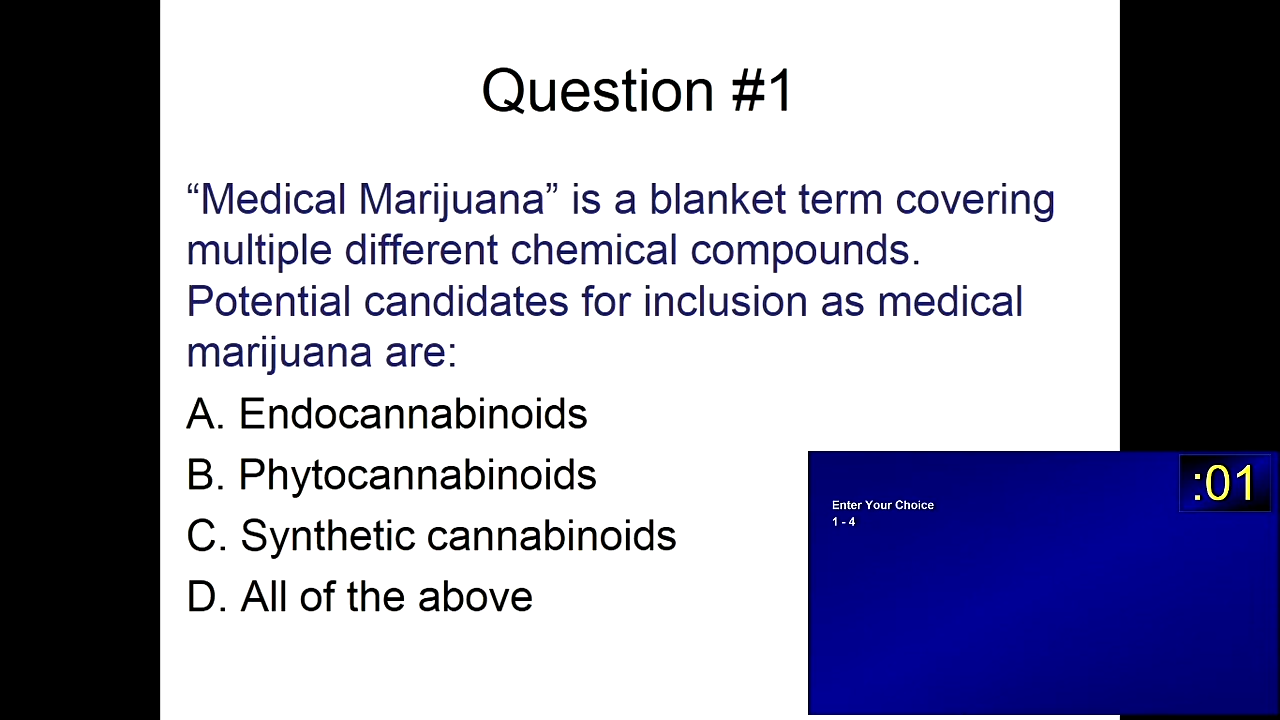 Question #1
“Medical Marijuana” is a blanket term covering
multiple different chemical compounds.
Potential candidates for inclusion as medical
marijuana are:
A. Endocannabinoids
B. Phytocannabinoids
C. Synthetic cannabinoids
D. All of the above
:01
Enter Your Choice
1 - 4